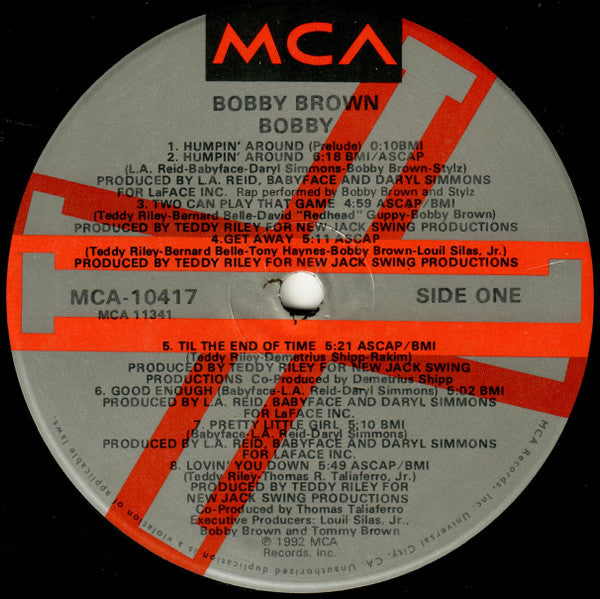 MCA
BOBBY BROWN
BOBBY
1. HUMPIN' AROUND (Prelude) 0:10BMI
2. HUMPIN' AROUND 6:18 BMI/ASCAP
(L.A. Reid-Babyface-Daryl Simmons-Bobby Brown-Stylz)
PRODUCED BY L.A. REID, BABYFACE AND DARYL SIMMONS
FOR LaFACE INC. Rap performed by Bobby Brown and Stylz
3. TWO CAN PLAY THAT GAME 4:59 ASCAP/BMI
(Teddy Riley-Bernard Belle-David "Redhead" Guppy-Bobby Brown)
PRODUCED BY TEDDY RILEY FOR NEW JACK SWING PRODUCTIONS
4.GET AWAY 5:11 ASCAP
(Teddy Riley-Bernard Belle-Tony Haynes-Bobby Brown-Louil Silas, Jr.)
PRODUCED BY TEDDY RILEY FOR NEW JACK SWING PRODUCTIONS
MCA-10417 SIDE ONE
MCA 11341
5. TIL THE END OF TIME 5:21 ASCAP/BMI
(Teddy Riley-Demetrius Shipp-Rakim)
PRODUCED BY TEDDY RILEY FOR NEW JACK SWING
PRODUCTIONS Co-Produced by Demetrius Shipp
6. GOOD ENOUGH (Babyface-L.A. Reid-Daryl Simmons) 5:02 BMI
PRODUCED BY L.A. REID, BABYFACE AND DARYL SIMMONS
FOR LaFACE INC.
7. PRETTY LITTLE GIRL 5:10 BMI
(Babyface-L.A. Reid-Daryl Simmons)
PRODUCED BY L.A. REID, BABYFACE AND DARYL SIMMONS
FOR LAFACE INC.
8. LOVIN' YOU DOWN 5:49 ASCAP/BMI
(Teddy Riley-Thomas R. Taliaferro, Jr.)
PRODUCED BY TEDDY RILEY FOR
NEW JACK SWING PRODUCTIONS
Co-Produced by Thomas Taliaferro
Executive Producers: Louil Silas, Jr.,
Bobby Brown and Tommy Brown
℗ 1992 MCA
Records, Inc.
MCA Records, Inc. Universal City, CA. Unauthorized duplication is a violation of applicable laws.